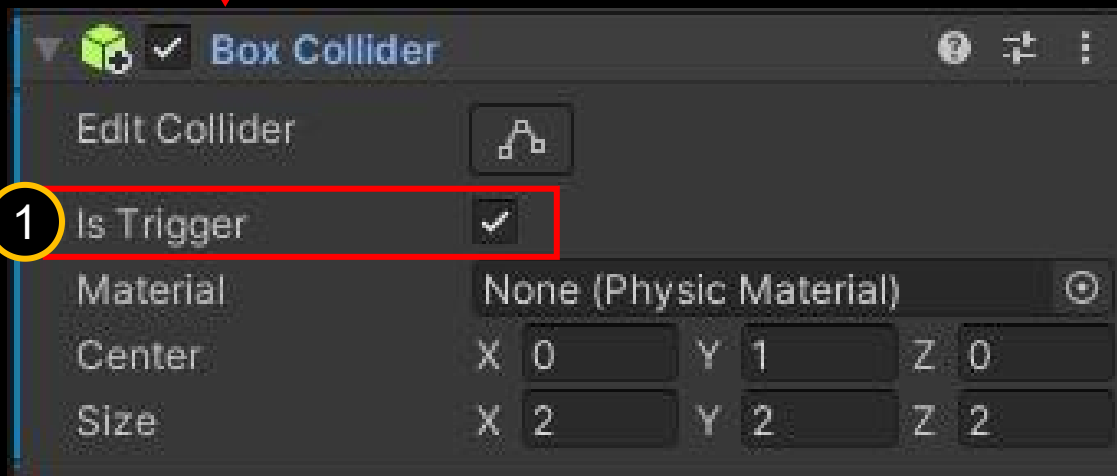 Box Collider
Edit Collider
1 Is Trigger
Material None (Physic Material)
Center X 0 Y 1 Z 0
Size X 2 Y 2 Z 2